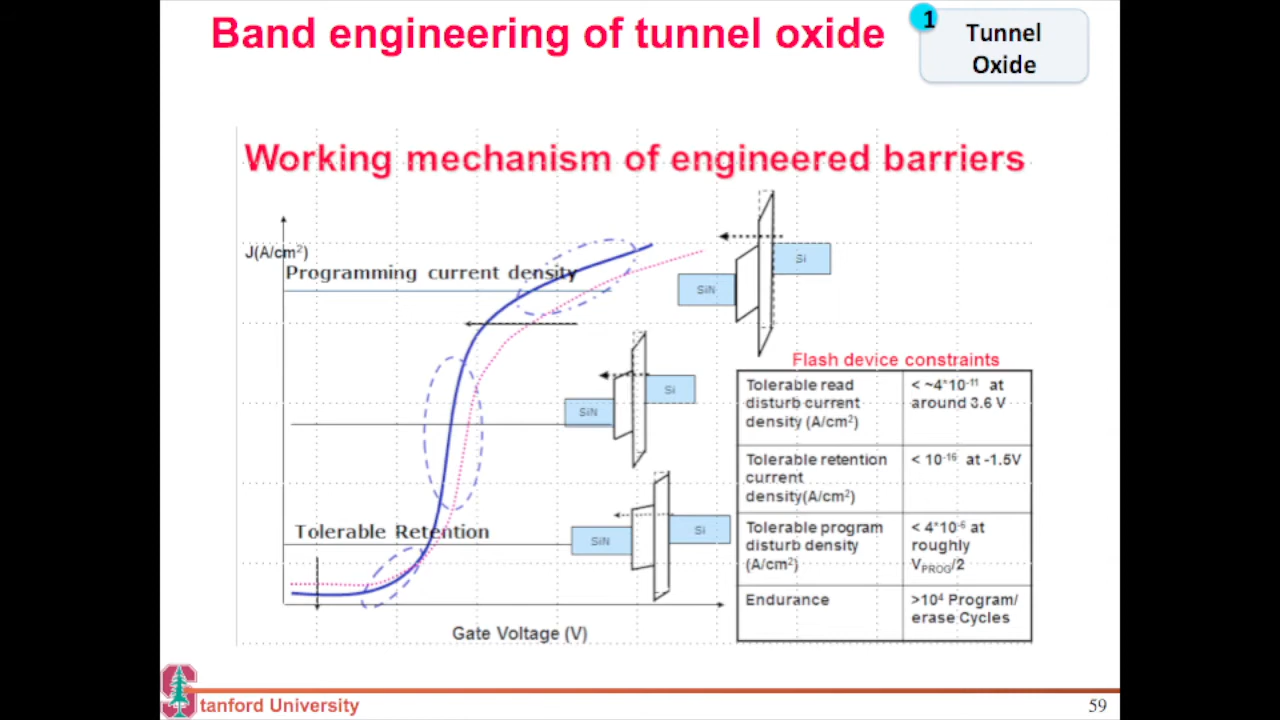 Band engineering of tunnel oxide
1
Tunnel
Oxide
Working mechanism of engineered barriers
J(A/cm²)
Programming current density
Si
SiN
Si
SiN
Tolerable Retention
Si
SiN
Gate Voltage (V)
Flash device constraints
Tolerable read disturb current density (A/cm²)
< ~4*10⁻¹¹ at around 3.6 V
Tolerable retention current density(A/cm²)
< 10⁻¹⁶ at -1.5V
Tolerable program disturb density (A/cm²)
< 4*10⁻⁶ at roughly V_PROG/2
Endurance
>10⁴ Program/ erase Cycles
Stanford University
59